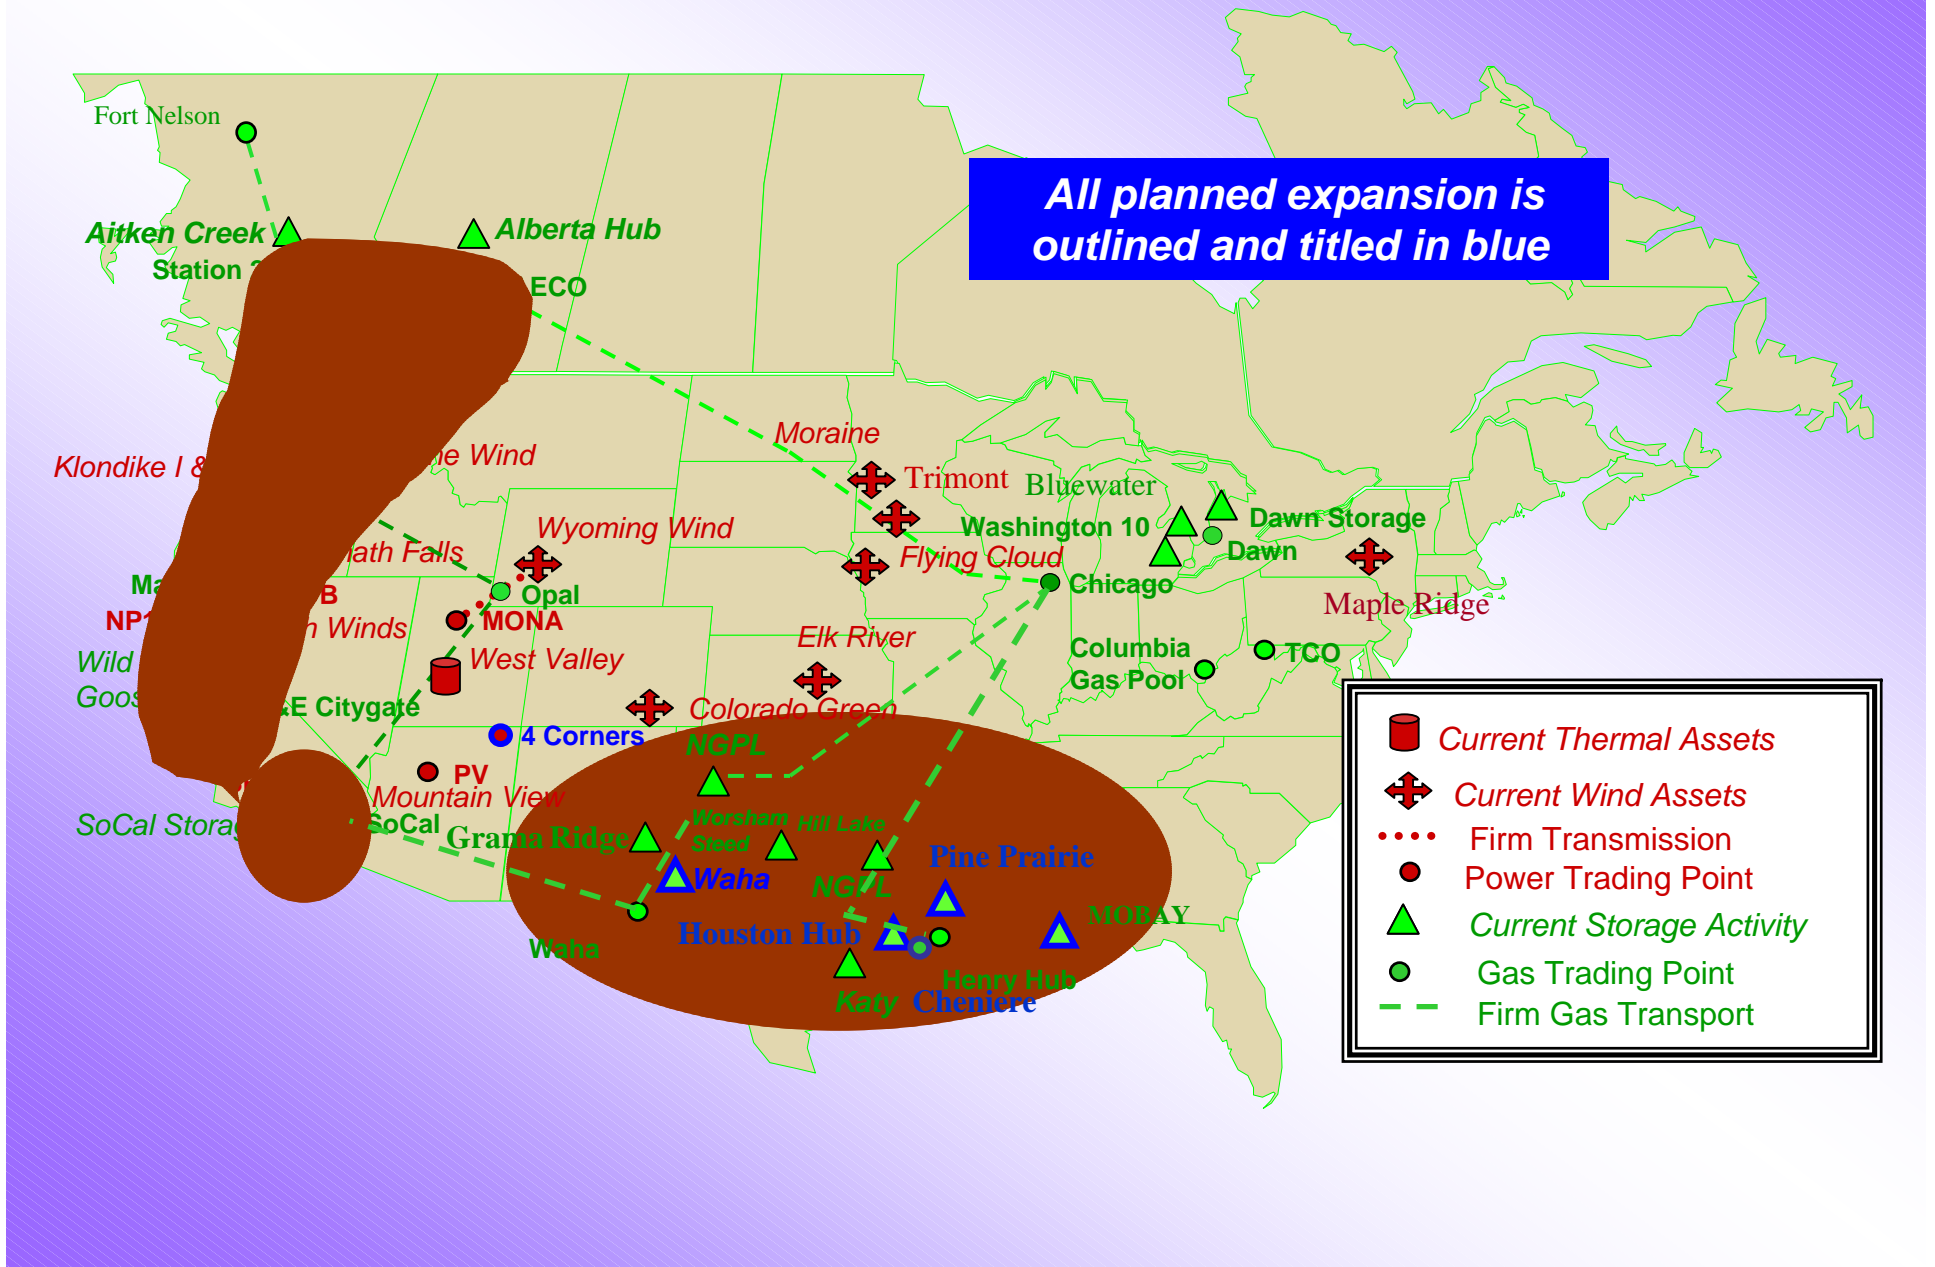 Fort Nelson
All planned expansion is
outlined and titled in blue
Aitken Creek
Alberta Hub
Station
ECO
Moraine
Klondike I &
Wind
Trimont
Bluewater
Washington 10
Dawn Storage
Wyoming Wind
Flying Cloud
Dawn
Falls
Chicago
Opal
Maple Ridge
MONA
Winds
Elk River
West Valley
Columbia
Gas Pool
TCO
Wild
Citygate
Colorado Green
4 Corners
NGPL
PV
Mountain View
SoCal
SoCal
Grama Ridge
Worsham
Steed
Hill Lake
Pine Prairie
Waha
NGPL
MOBAY
Houston Hub
Waha
Henry Hub
Katy
Cheniere
Current Thermal Assets
Current Wind Assets
Firm Transmission
Power Trading Point
Current Storage Activity
Gas Trading Point
Firm Gas Transport